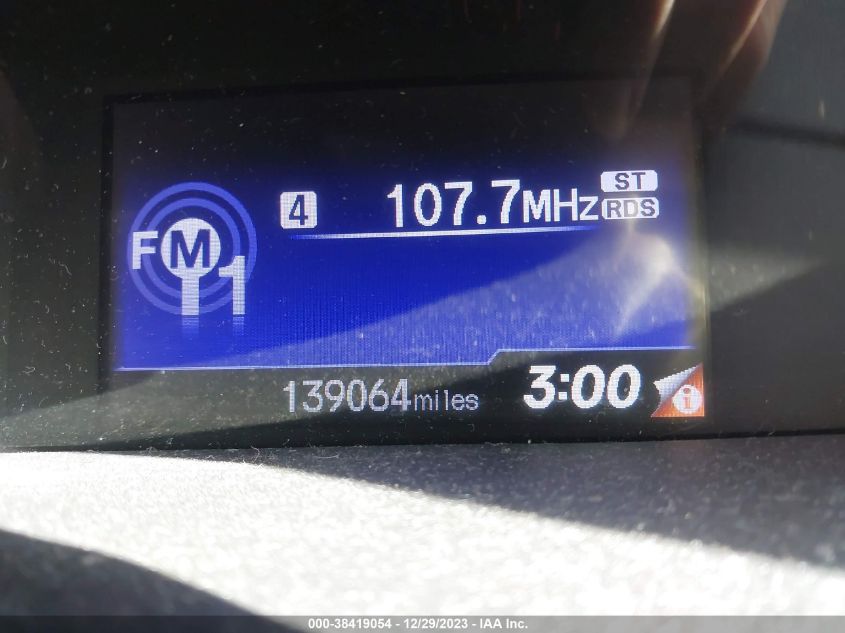 FM1
4 107.7MHz ST
RDS
139064miles 3:00 i
000-38419054 - 12/29/2023 - IAA Inc.